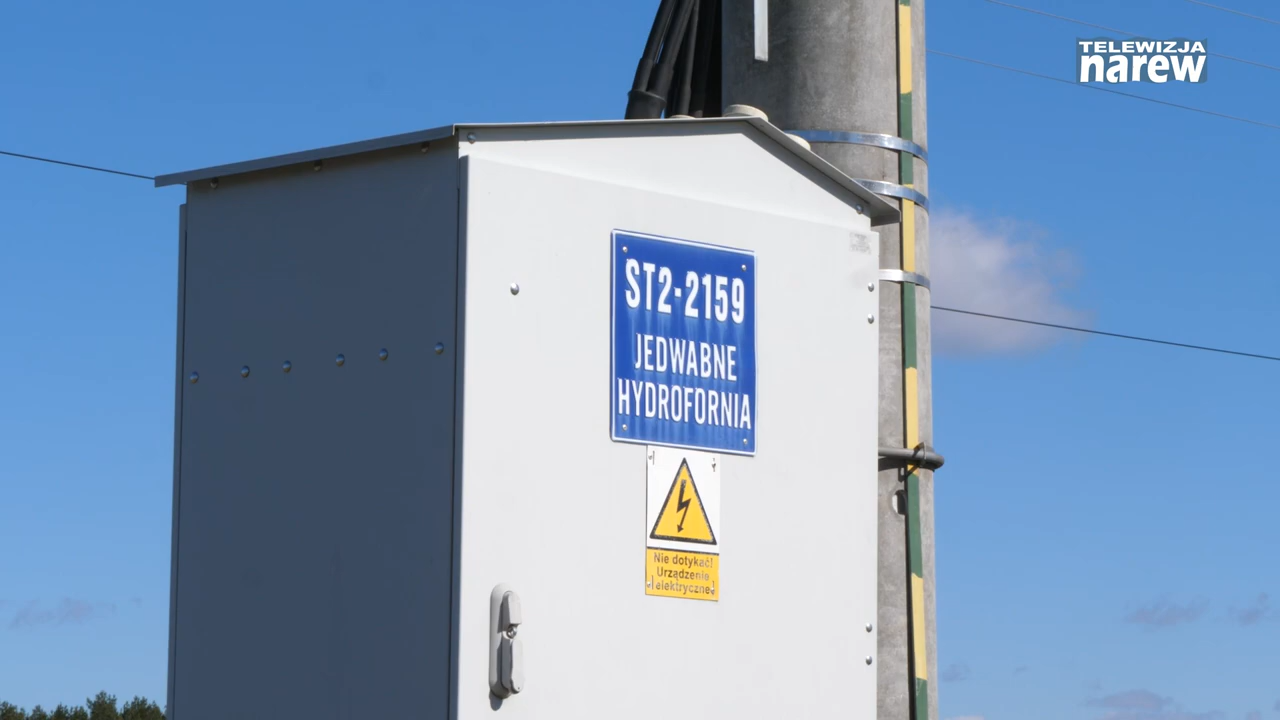 TELEWIZJA
narew
ST2-2159
JEDWABNE
HYDROFORNIA
Nie dotykać!
Urządzenie
elektryczne